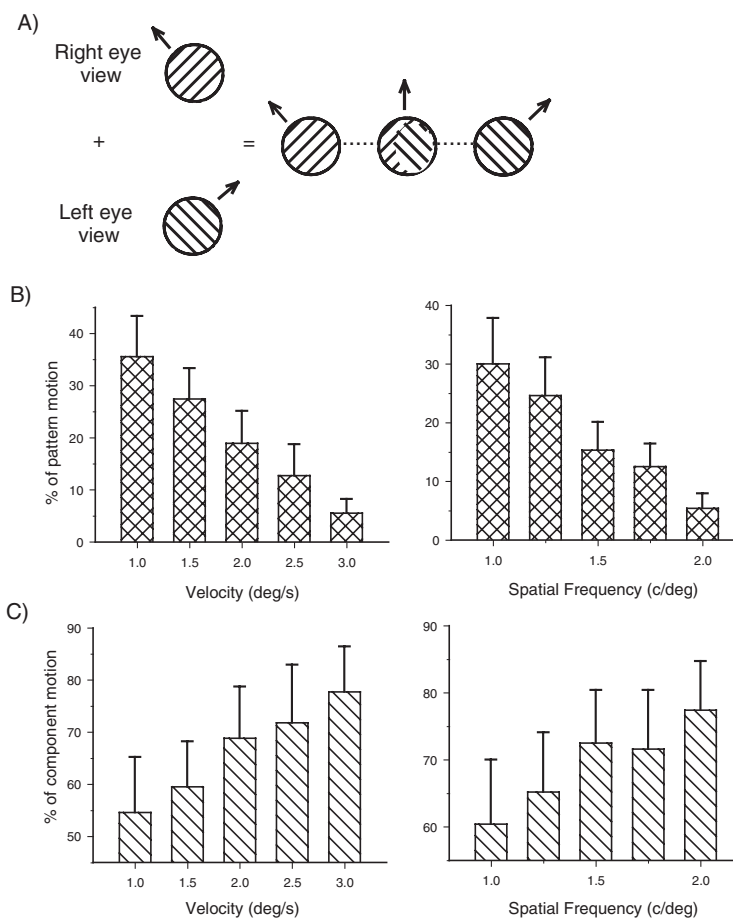 A)
Right eye
view
+
=
Left eye
view
B)
% of pattern motion
40
30
20
10
0
1.0 1.5 2.0 2.5 3.0
Velocity (deg/s)
40
30
20
10
0
1.0 1.5 2.0
Spatial Frequency (c/deg)
C)
% of component motion
90
80
70
60
50
1.0 1.5 2.0 2.5 3.0
Velocity (deg/s)
90
80
70
60
1.0 1.5 2.0
Spatial Frequency (c/deg)